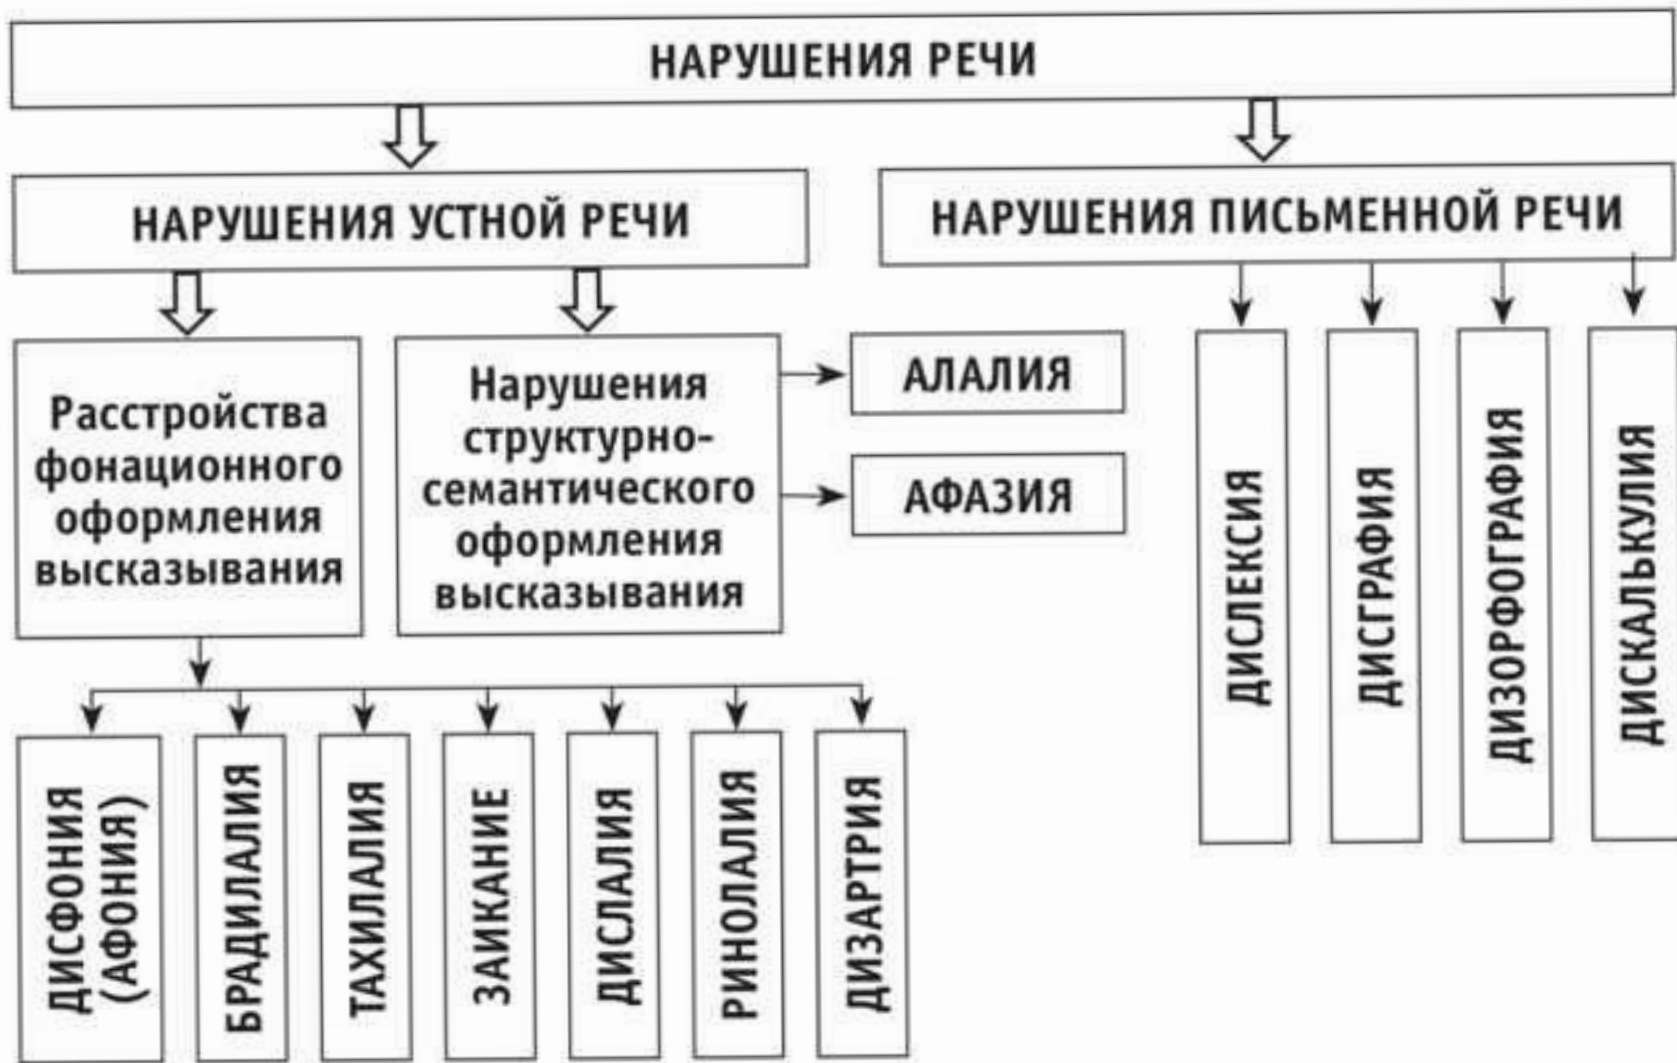 НАРУШЕНИЯ РЕЧИ
НАРУШЕНИЯ УСТНОЙ РЕЧИ
НАРУШЕНИЯ ПИСЬМЕННОЙ РЕЧИ
Расстройства
фонационного
оформления
высказывания
Нарушения
структурно-
семантического
оформления
высказывания
АЛАЛИЯ
АФАЗИЯ
ДИСЛЕКСИЯ
ДИСГРАФИЯ
ДИЗОРФОГРАФИЯ
ДИСКАЛЬКУЛИЯ
ДИСФОНИЯ
(АФОНИЯ)
БРАДИЛАЛИЯ
ТАХИЛАЛИЯ
ЗАИКАНИЕ
ДИСЛАЛИЯ
РИНОЛАЛИЯ
ДИЗАРТРИЯ